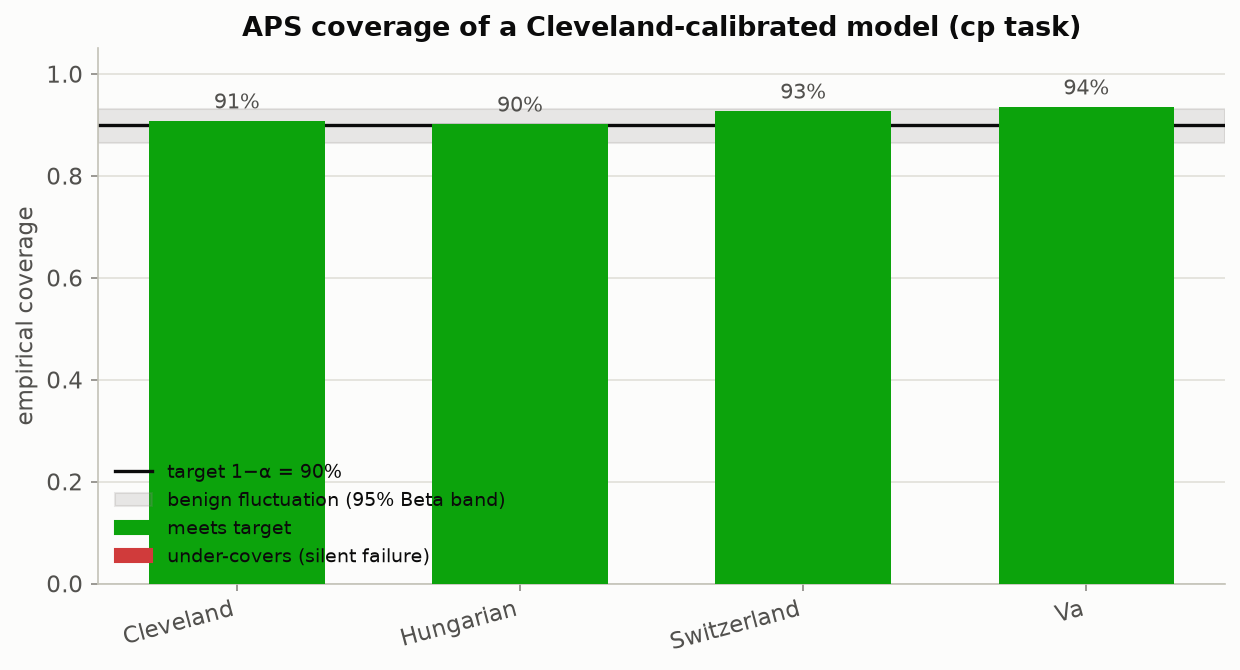 APS coverage of a Cleveland-calibrated model (cp task)
91%
90%
93%
94%
1.0
0.8
0.6
0.4
0.2
0.0
empirical coverage
target 1−α = 90%
benign fluctuation (95% Beta band)
meets target
under-covers (silent failure)
Cleveland
Hungarian
Switzerland
Va